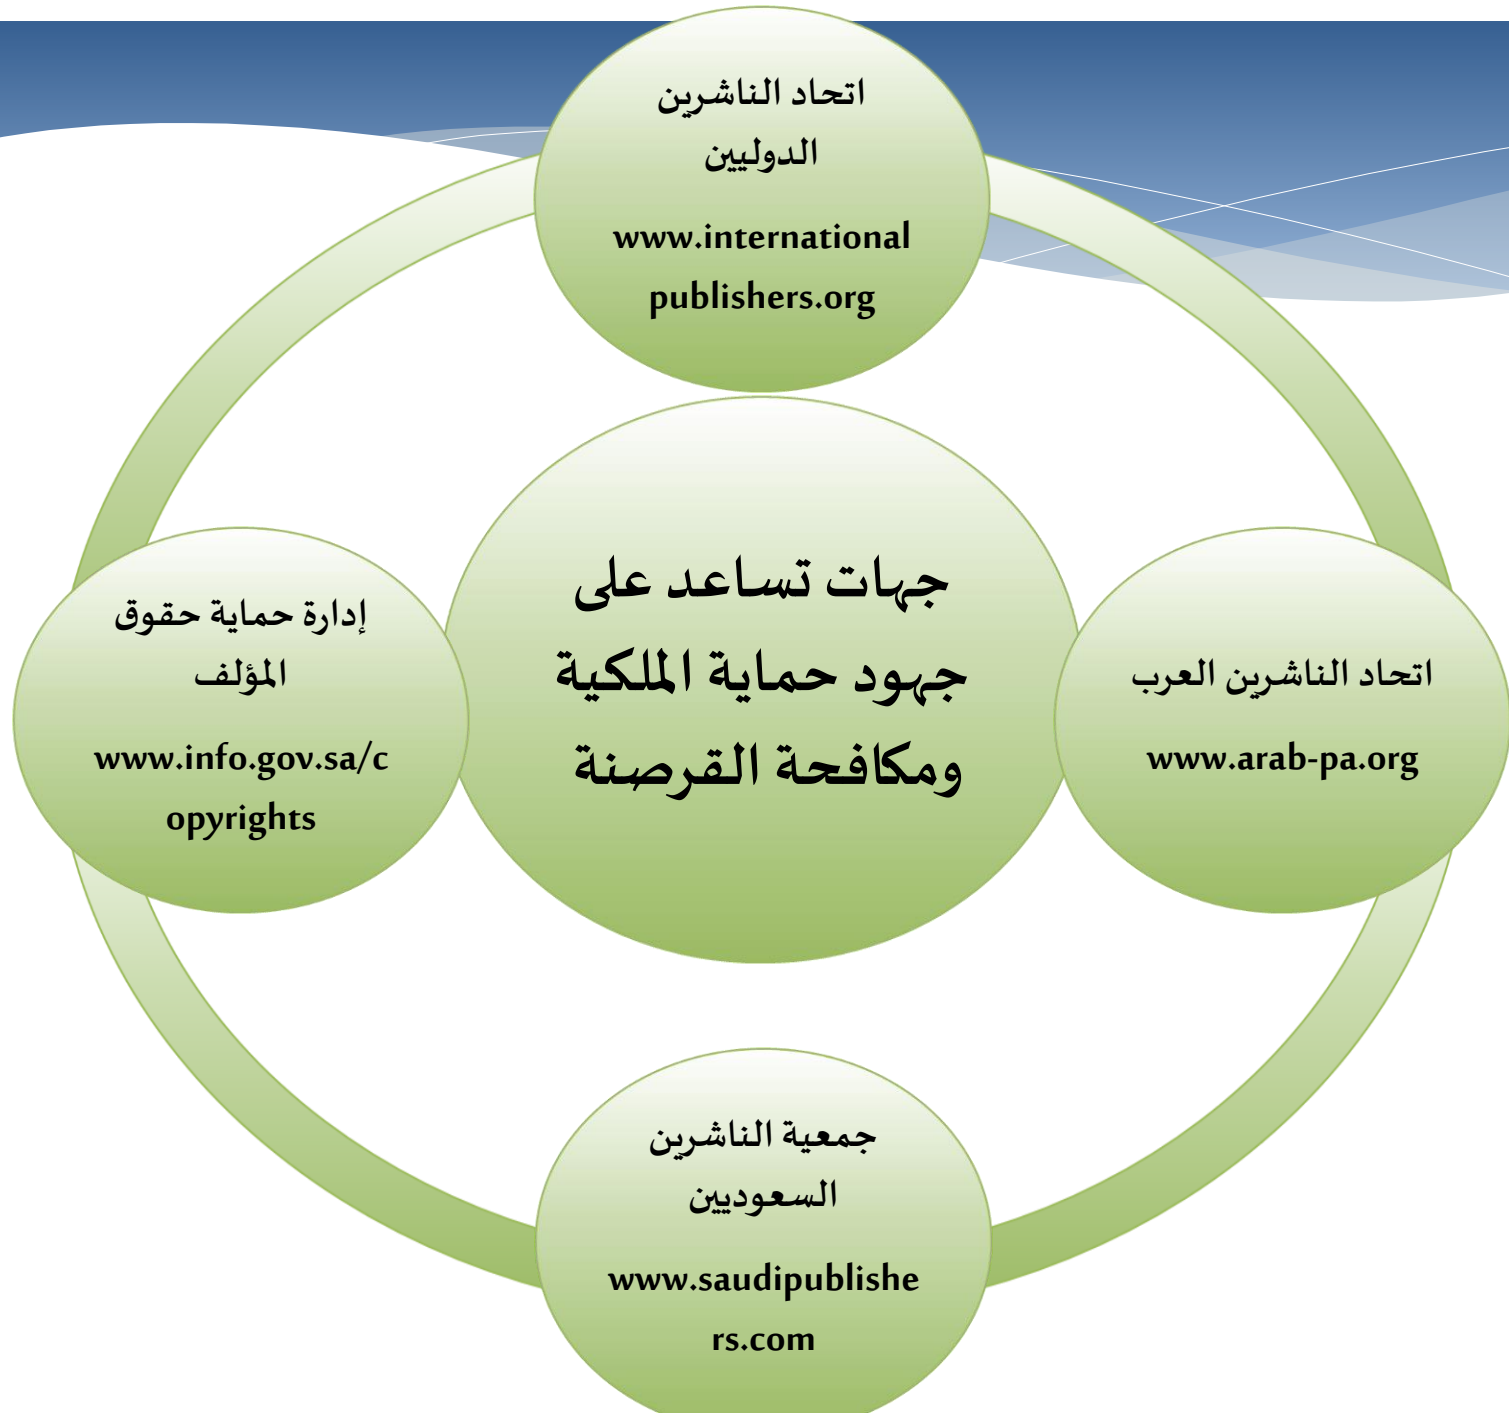 اتحاد الناشرين
الدوليين
www.international
publishers.org
جهات تساعد على
جهود حماية الملكية
ومكافحة القرصنة
اتحاد الناشرين العرب
www.arab-pa.org
إدارة حماية حقوق
المؤلف
www.info.gov.sa/c
opyrights
جمعية الناشرين
السعوديين
www.saudipublishe
rs.com